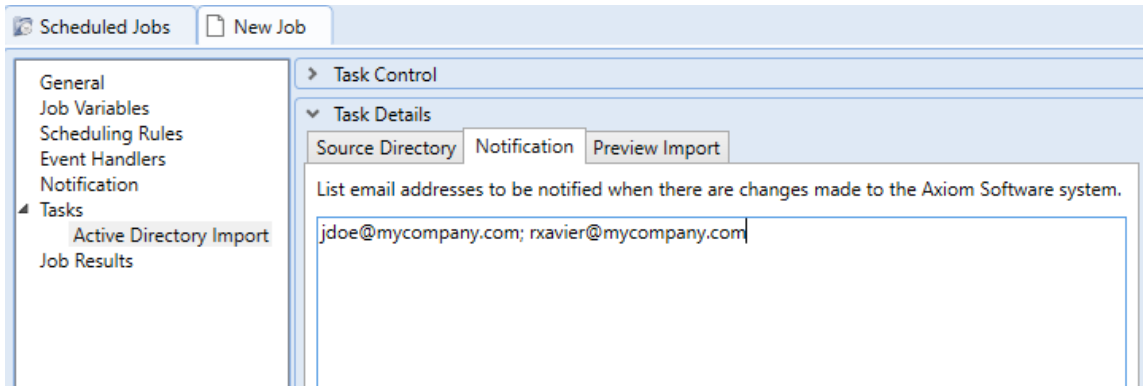 Scheduled Jobs
New Job
General
Job Variables
Scheduling Rules
Event Handlers
Notification
Tasks
Active Directory Import
Job Results
Task Control
Task Details
Source Directory
Notification
Preview Import
List email addresses to be notified when there are changes made to the Axiom Software system.
jdoe@mycompany.com; rxavier@mycompany.com